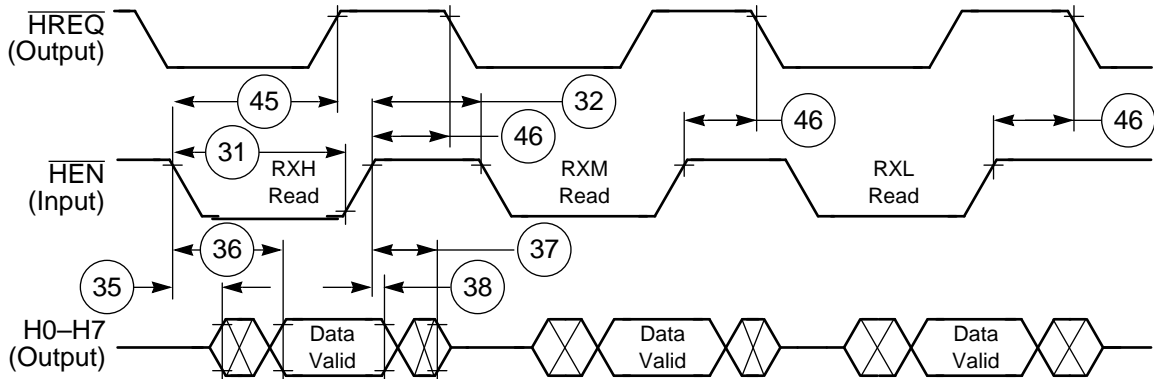 HREQ
(Output)
45
32
46
46
46
31
HEN
(Input)
RXH
Read
RXM
Read
RXL
Read
36
37
35
38
H0–H7
(Output)
Data
Valid
Data
Valid
Data
Valid